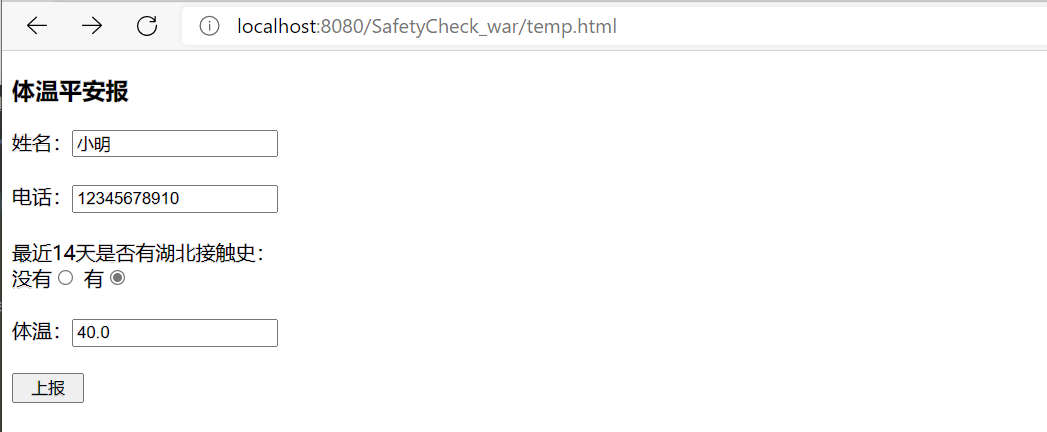 localhost:8080/SafetyCheck_war/temp.html
体温平安报
姓名：小明
电话：12345678910
最近14天是否有湖北接触史：
没有 有
体温：40.0
上报